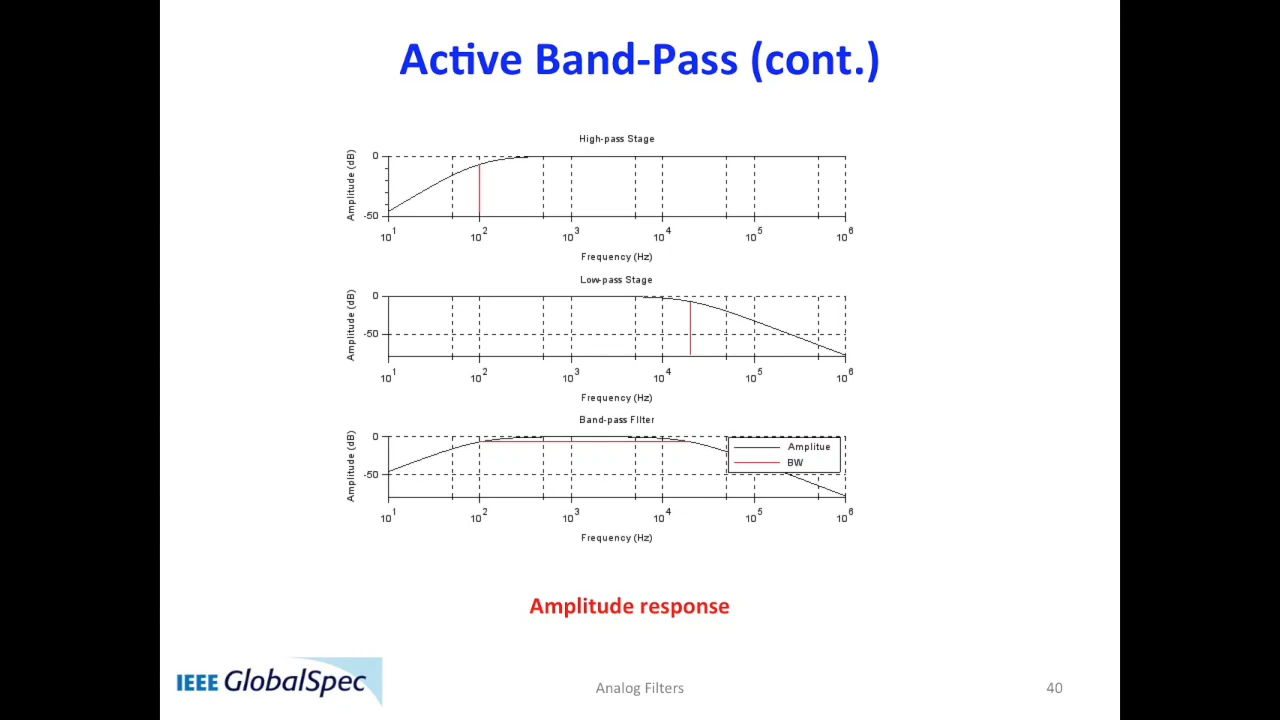 Active Band-Pass (cont.)
High-pass Stage
Amplitude (dB)
0
-50
10^1 10^2 10^3 10^4 10^5 10^6
Frequency (Hz)
Low-pass Stage
Amplitude (dB)
0
-50
10^1 10^2 10^3 10^4 10^5 10^6
Frequency (Hz)
Band-pass Filter
Amplitude (dB)
0
-50
Amplitue
BW
10^1 10^2 10^3 10^4 10^5 10^6
Frequency (Hz)
Amplitude response
IEEE GlobalSpec
Analog Filters
40